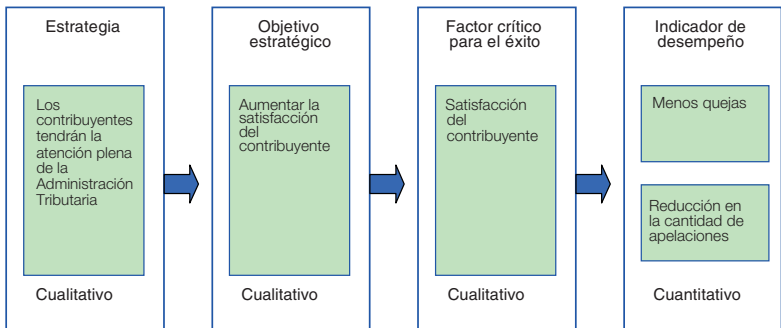 Estrategia
Los
contribuyentes
tendrán la
atención plena
de la
Administración
Tributaria
Cualitativo
Objetivo
estratégico
Aumentar la
satisfacción
del
contribuyente
Cualitativo
Factor crítico
para el éxito
Satisfacción
del
contribuyente
Cualitativo
Indicador de
desempeño
Menos quejas
Reducción en
la cantidad de
apelaciones
Cuantitativo